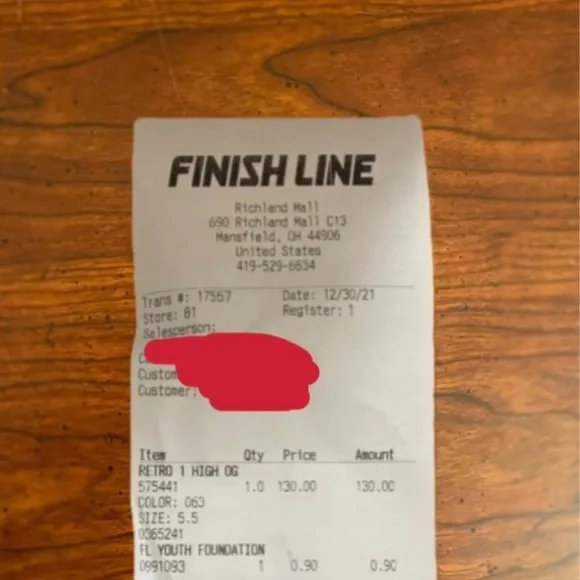 FINISH LINE
Richland Mall
690 Richland Mall C13
Mansfield, OH 44906
United States
419-529-6634
Trans #: 17567 Date: 12/30/21
Store: 81 Register: 1
Salesperson:
Customer:
Item Qty Price Amount
RETRO 1 HIGH OG
575441 1.0 130.00 130.00
COLOR: 063
SIZE: 5.5
0365241
FL YOUTH FOUNDATION
0991093 1 0.90 0.90